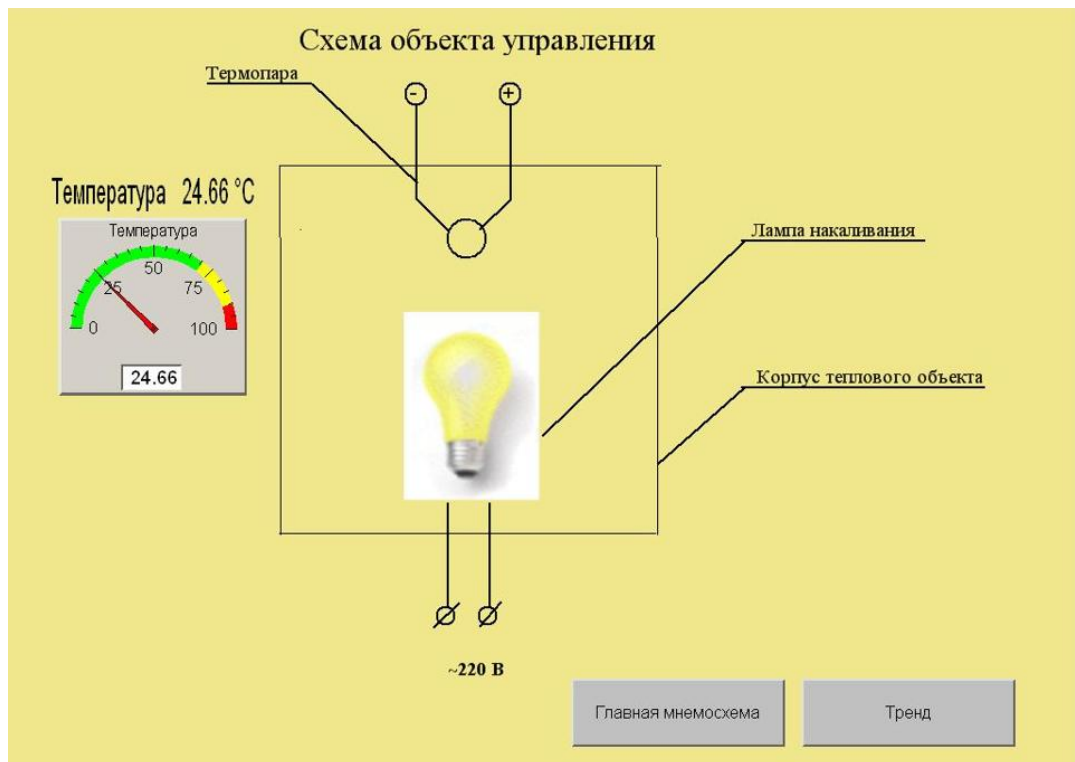 Схема объекта управления
Термопара
-
+
Температура 24.66 °C
Температура
0
25
50
75
100
24.66
Лампа накаливания
Корпус теплового объекта
~220 В
Главная мнемосхема
Тренд